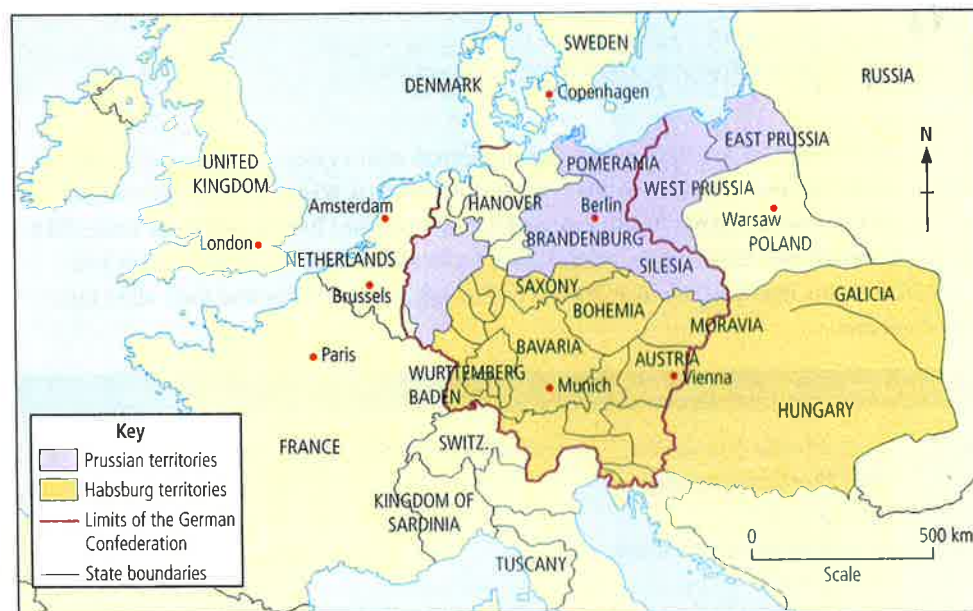 SWEDEN
DENMARK
RUSSIA
Copenhagen
EAST PRUSSIA
N
POMERANIA
UNITED
KINGDOM
WEST PRUSSIA
HANOVER
Amsterdam
Berlin
Warsaw
BRANDENBURG
POLAND
London
NETHERLANDS
SILESIA
Brussels
SAXONY
GALICIA
BOHEMIA
MORAVIA
BAVARIA
Paris
AUSTRIA
WURTTEMBERG
Vienna
Munich
BADEN
HUNGARY
FRANCE
SWITZ.
KINGDOM OF
SARDINIA
TUSCANY
Key
Prussian territories
Habsburg territories
Limits of the German
Confederation
State boundaries
0
500 km
Scale